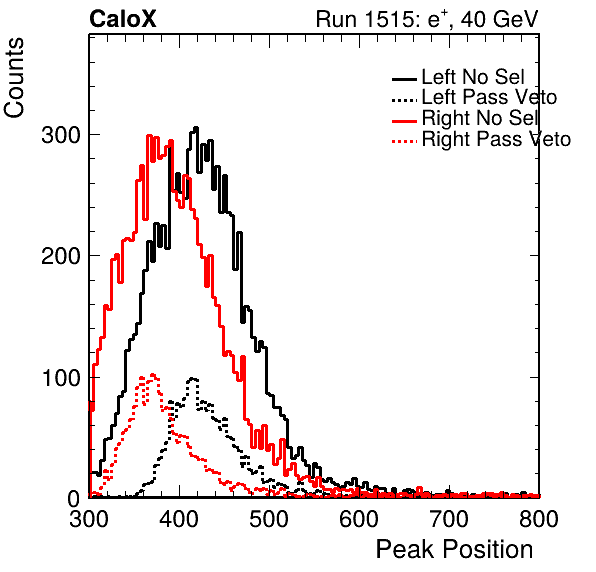 CaloX Run 1515: e+, 40 GeV
Counts
Left No Sel
Left Pass Veto
Right No Sel
Right Pass Veto
300
200
100
0
300 400 500 600 700 800
Peak Position